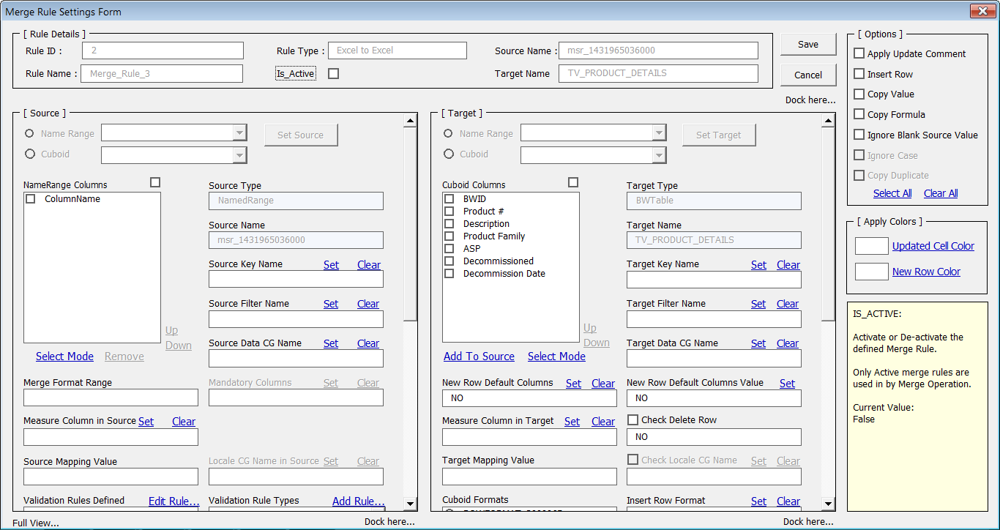 Merge Rule Settings Form
[ Rule Details ]
Rule ID : 2
Rule Type : Excel to Excel
Source Name : msr_1431965036000
Rule Name : Merge_Rule_3
Is_Active
Target Name TV_PRODUCT_DETAILS
Save
Cancel
Dock here...
[ Source ]
Name Range
Set Source
Cuboid
NameRange Columns
ColumnName
Up
Down
Select Mode Remove
Source Type
NamedRange
Source Name
msr_1431965036000
Source Key Name Set Clear
Source Filter Name Set Clear
Source Data CG Name Set Clear
Merge Format Range
Mandatory Columns Set Clear
Measure Column in Source Set Clear
Source Mapping Value
Locale CG Name in Source Set Clear
Validation Rules Defined Edit Rule...
Validation Rule Types Add Rule...
Full View...
Dock here...
[ Target ]
Name Range
Set Target
Cuboid
Cuboid Columns
BWID
Product #
Description
Product Family
ASP
Decommissioned
Decommission Date
Up
Down
Add To Source Select Mode
Target Type
BWTable
Target Name
TV_PRODUCT_DETAILS
Target Key Name Set Clear
Target Filter Name Set Clear
Target Data CG Name Set Clear
New Row Default Columns Set Clear
NO
New Row Default Columns Value Set
NO
Measure Column in Target Set Clear
Check Delete Row
NO
Target Mapping Value
Check Locale CG Name Set Clear
Cuboid Formats
Insert Row Format Set Clear
Dock here...
[ Options ]
Apply Update Comment
Insert Row
Copy Value
Copy Formula
Ignore Blank Source Value
Ignore Case
Copy Duplicate
Select All Clear All
[ Apply Colors ]
Updated Cell Color
New Row Color
IS_ACTIVE:
Activate or De-activate the
defined Merge Rule.
Only Active merge rules are
used in by Merge Operation.
Current Value:
False